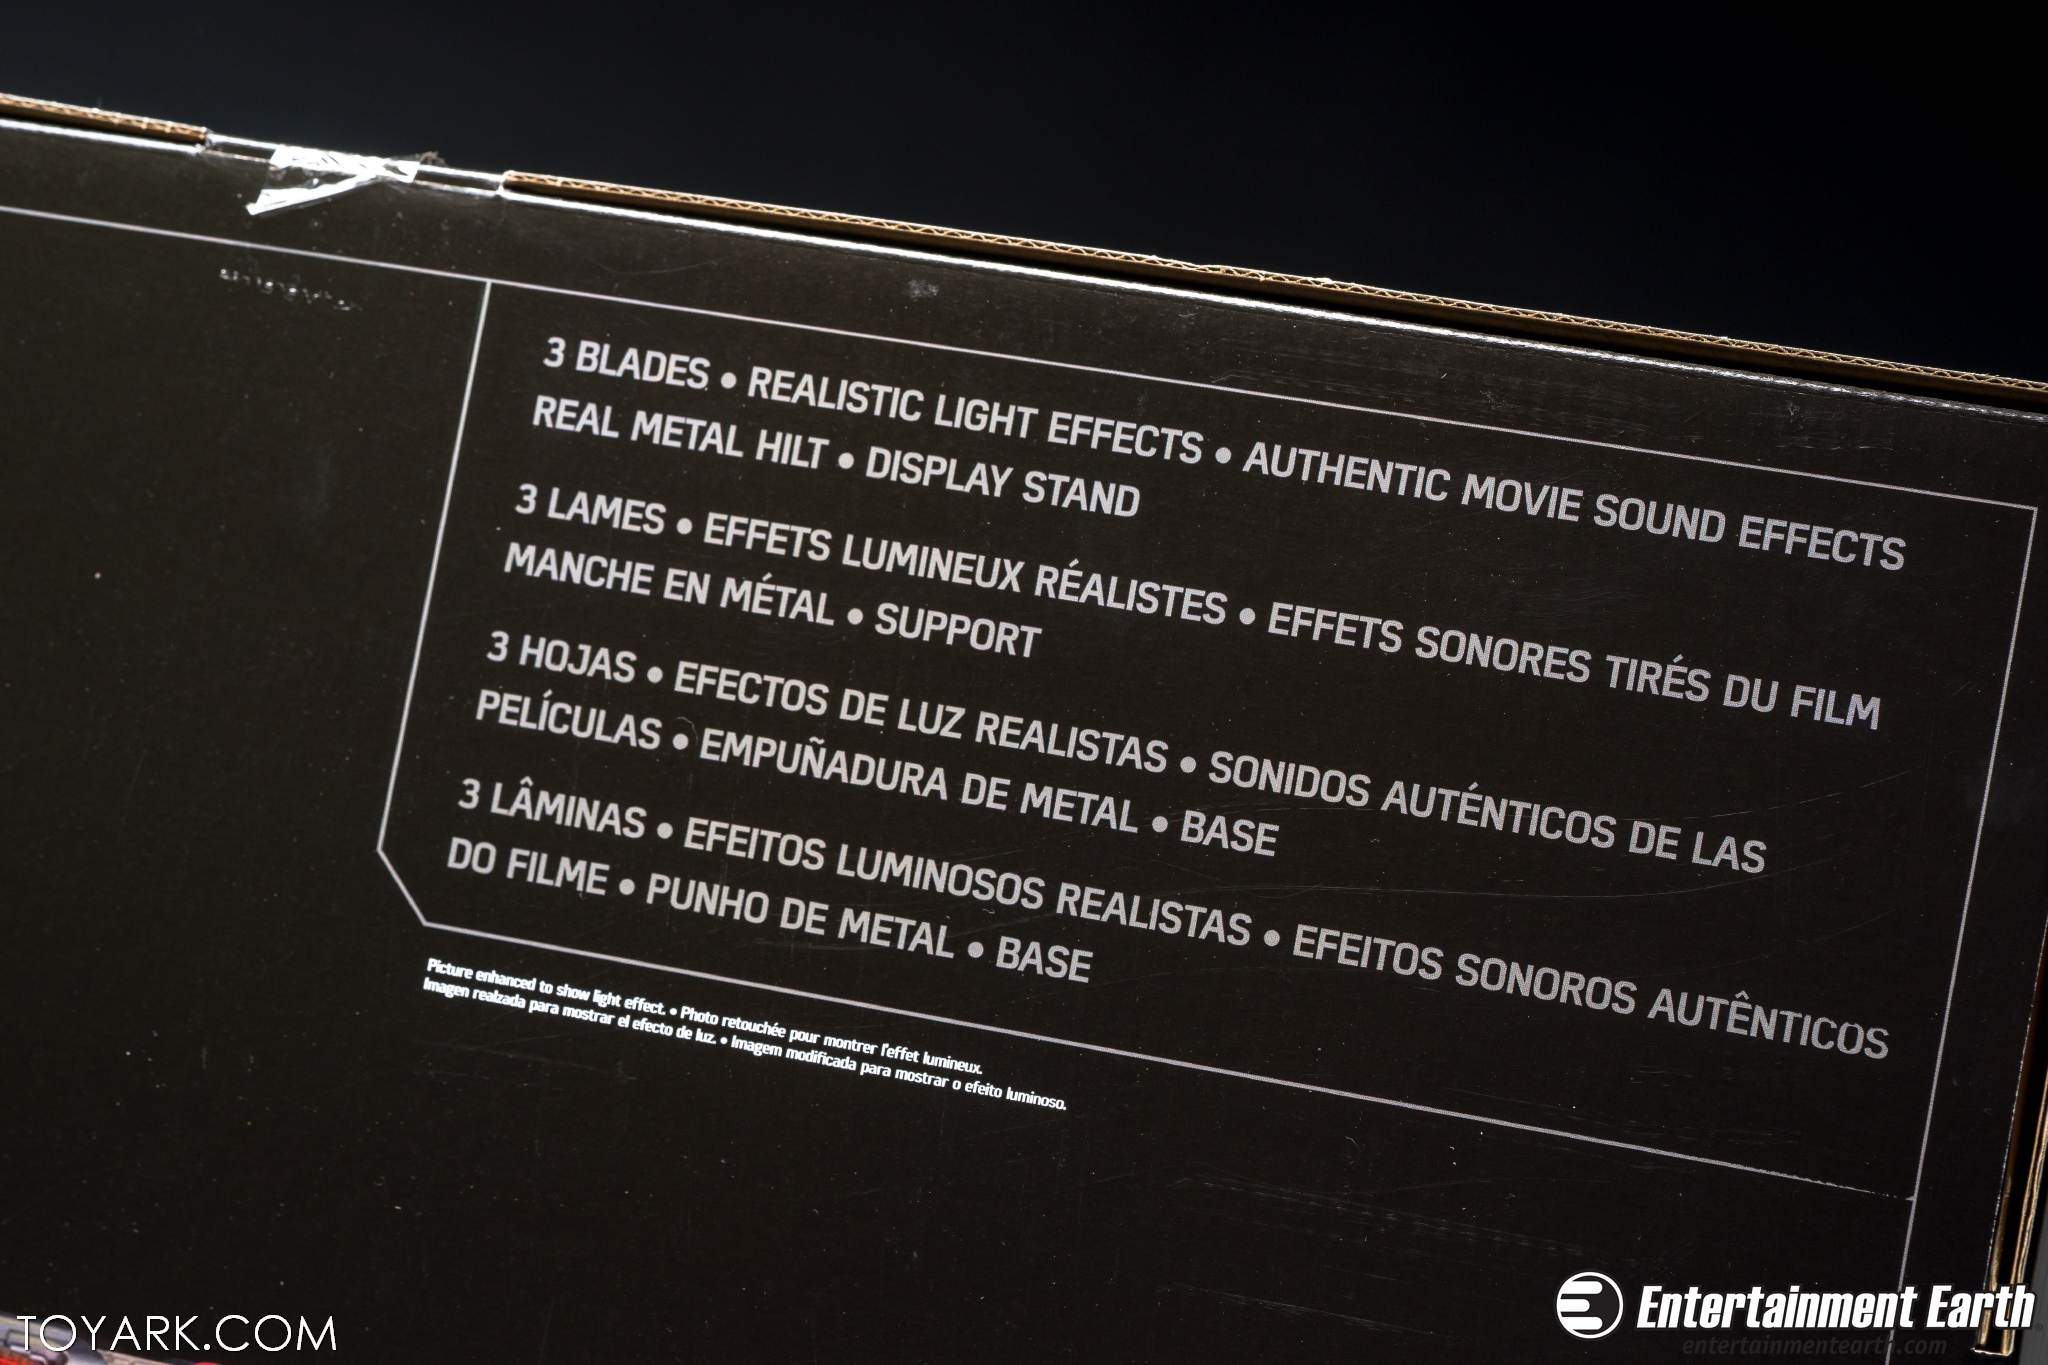 3 BLADES • REALISTIC LIGHT EFFECTS • AUTHENTIC MOVIE SOUND EFFECTS
REAL METAL HILT • DISPLAY STAND
3 LAMES • EFFETS LUMINEUX RÉALISTES • EFFETS SONORES TIRÉS DU FILM
MANCHE EN MÉTAL • SUPPORT
3 HOJAS • EFECTOS DE LUZ REALISTAS • SONIDOS AUTÉNTICOS DE LAS
PELÍCULAS • EMPUÑADURA DE METAL • BASE
3 LÂMINAS • EFEITOS LUMINOSOS REALISTAS • EFEITOS SONOROS AUTÊNTICOS
DO FILME • PUNHO DE METAL • BASE
Picture enhanced to show light effect. • Photo retouchée pour montrer l'effet lumineux.
Imagen realzada para mostrar el efecto de luz. • Imagem modificada para mostrar o efeito luminoso.
TOYARK.COM
Entertainment Earth
entertainmentearth.com